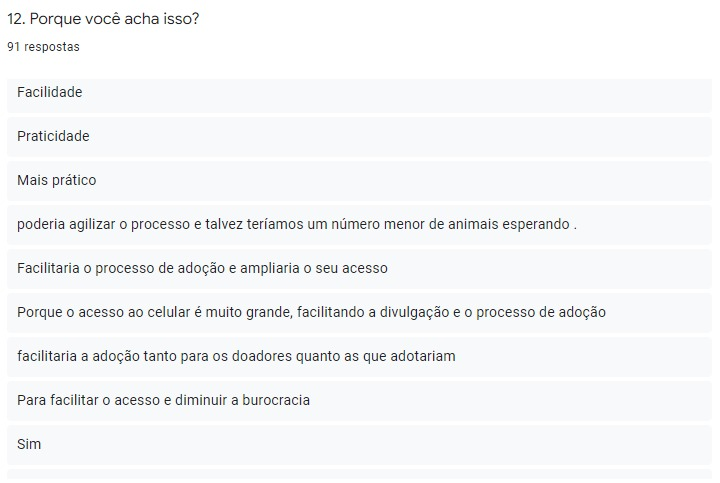 12. Porque você acha isso?
91 respostas
Facilidade
Praticidade
Mais prático
poderia agilizar o processo e talvez teríamos um número menor de animais esperando .
Facilitaria o processo de adoção e ampliaria o seu acesso
Porque o acesso ao celular é muito grande, facilitando a divulgação e o processo de adoção
facilitaria a adoção tanto para os doadores quanto as que adotariam
Para facilitar o acesso e diminuir a burocracia
Sim